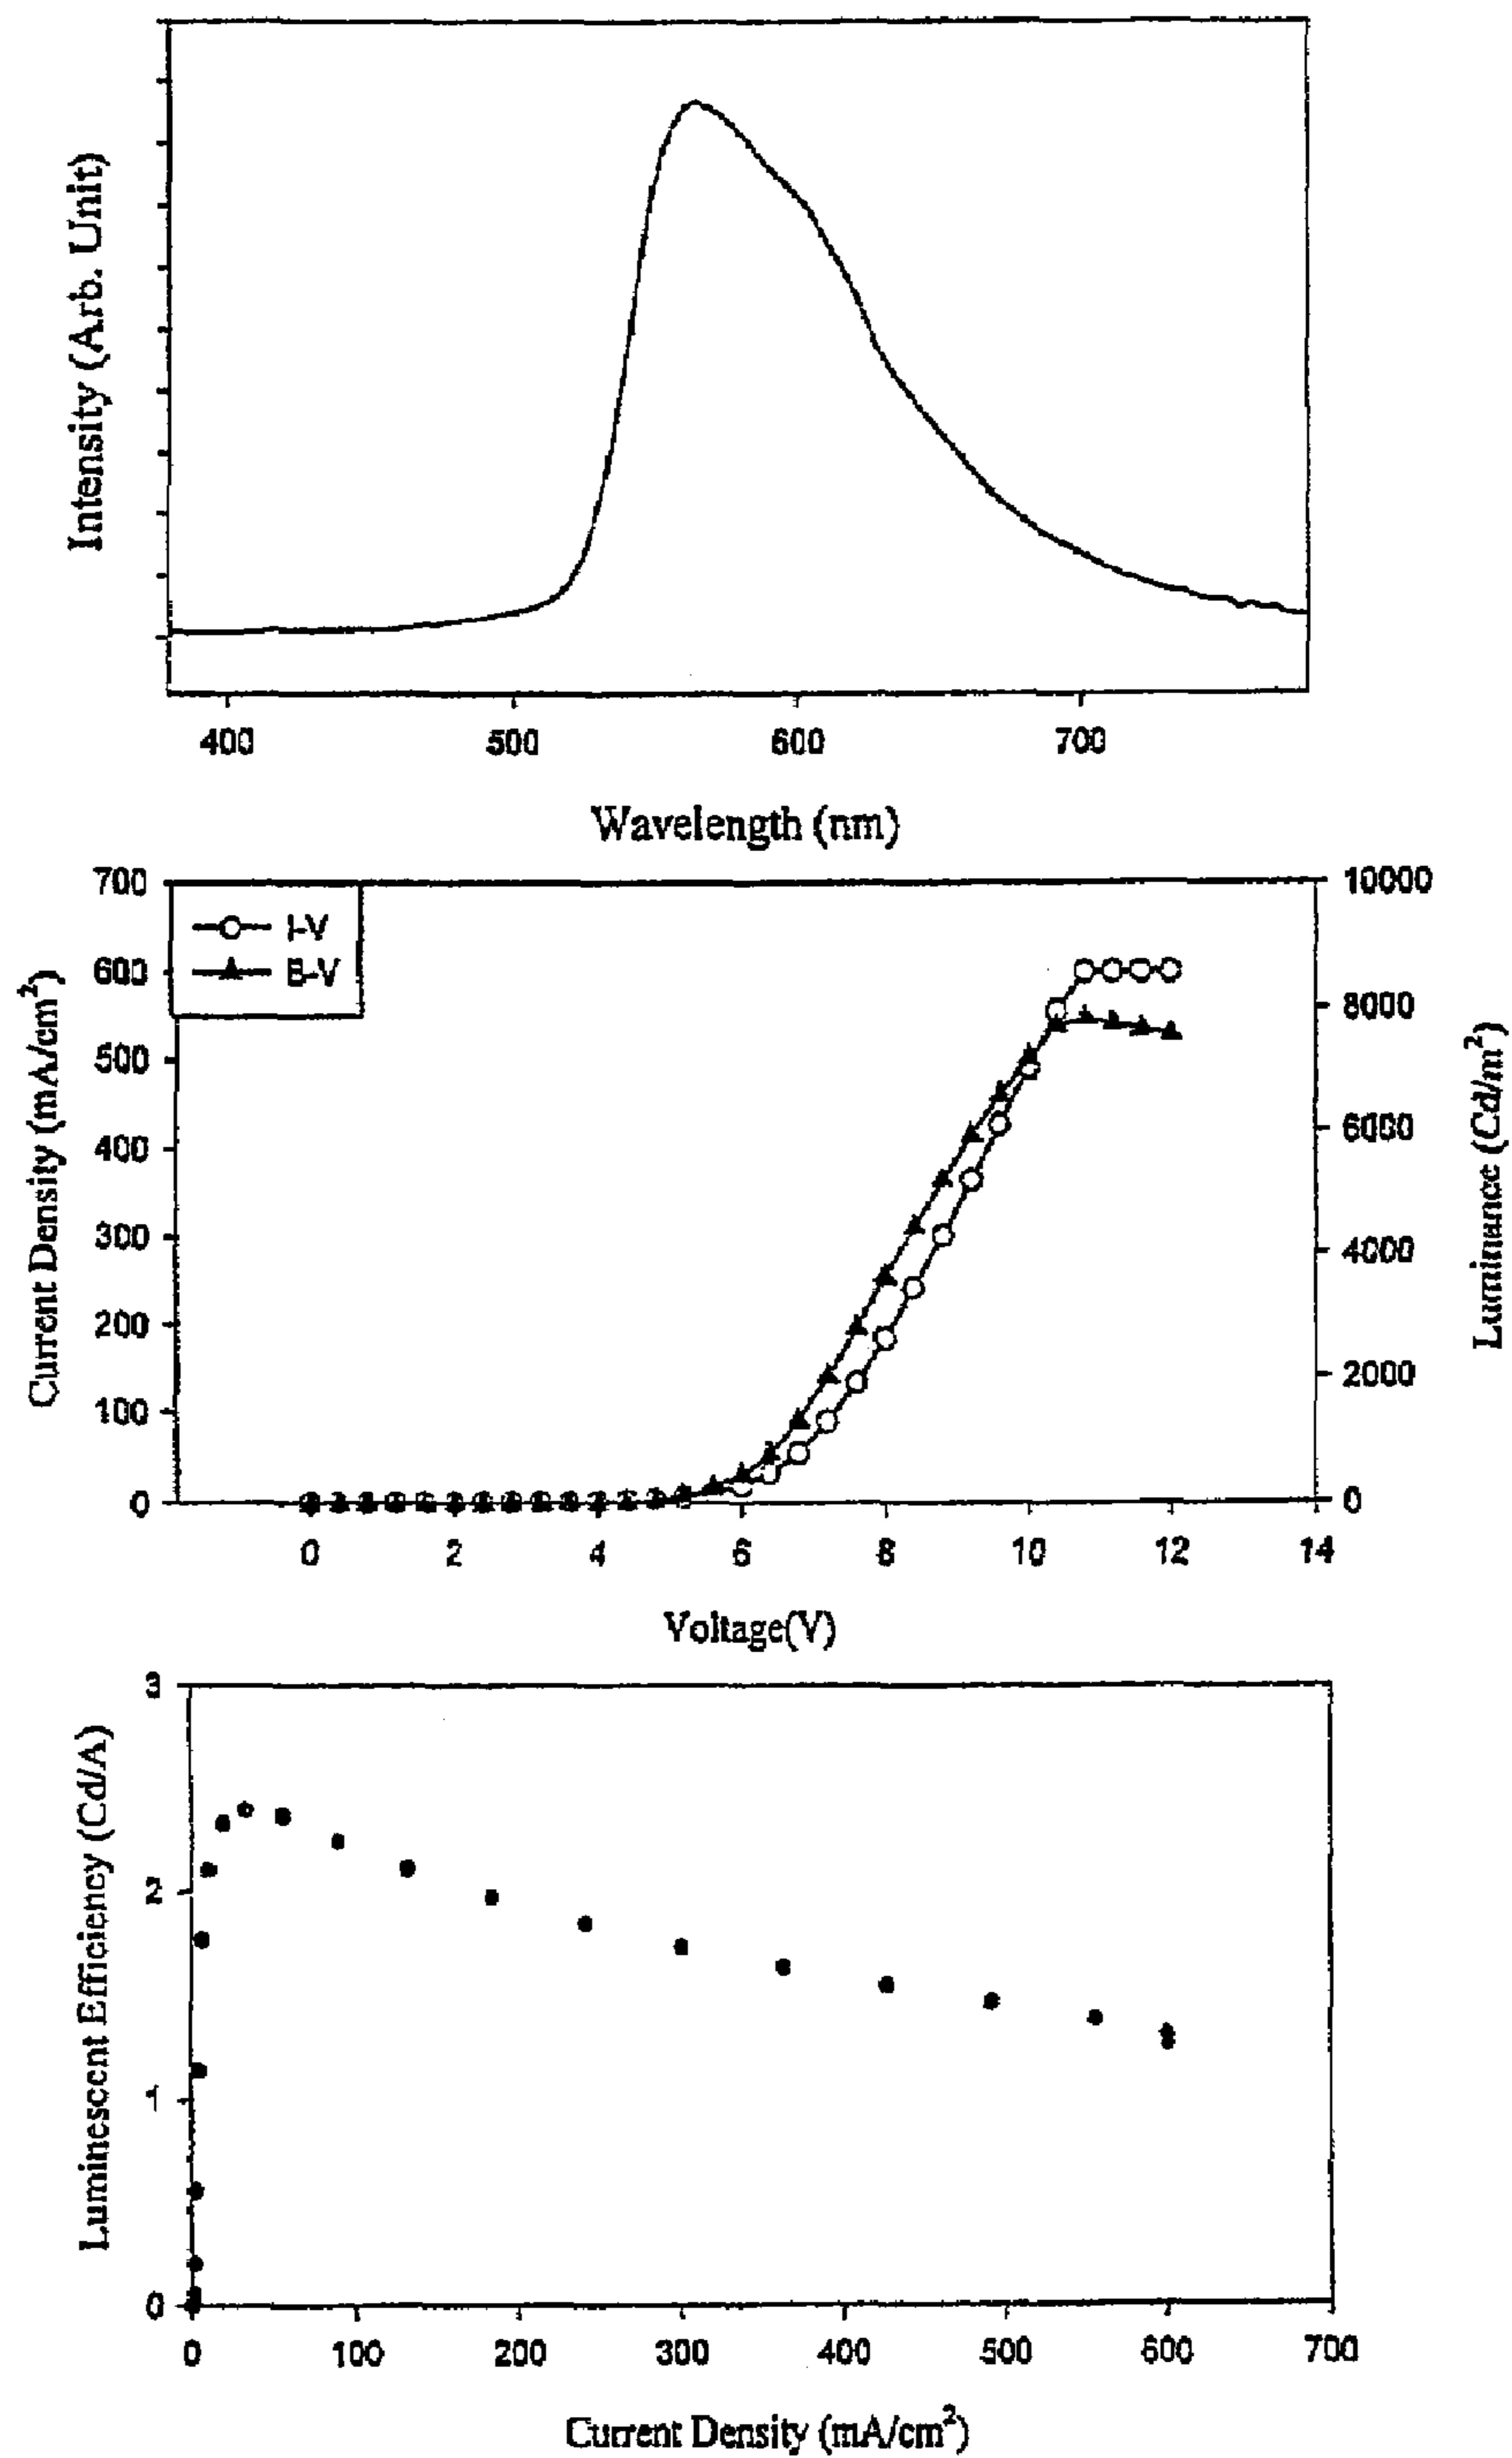 Intensity (Arb. Unit)
400 500 600 700
Wavelength (nm)
I-V
B-V
Current Density (mA/cm²)
700
600
500
400
300
200
100
0
10000
8000
6000
4000
2000
0
Luminance (Cd/m²)
0 2 4 6 8 10 12 14
Voltage(V)
Luminescent Efficiency (Cd/A)
3
2
1
0
0 100 200 300 400 500 600 700
Current Density (mA/cm²)